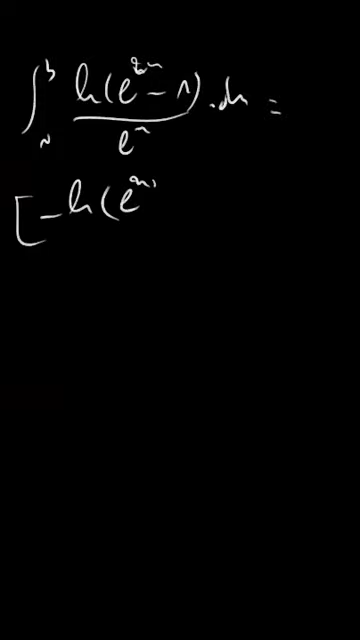 ∫₁³ ln(e²ˣ − 1)/eˣ . dx =
[− ln(e²ˣ